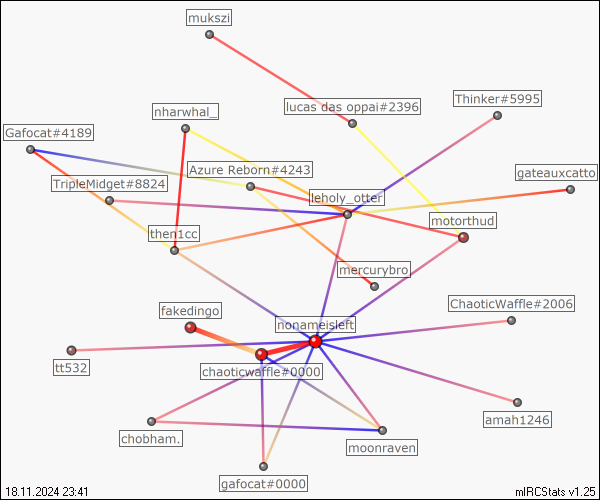 mukszi
Thinker#5995
lucas das oppai#2396
nharwhal_
Gafocat#4189
Azure Reborn#4243
gateauxcatto
TripleMidget#8824
leholy_otter
motorthud
then1cc
mercurybro
ChaoticWaffle#2006
fakedingo
nonameisleft
tt532
chaoticwaffle#0000
amah1246
chobham.
moonraven
gafocat#0000
18.11.2024 23:41
mIRCStats v1.25